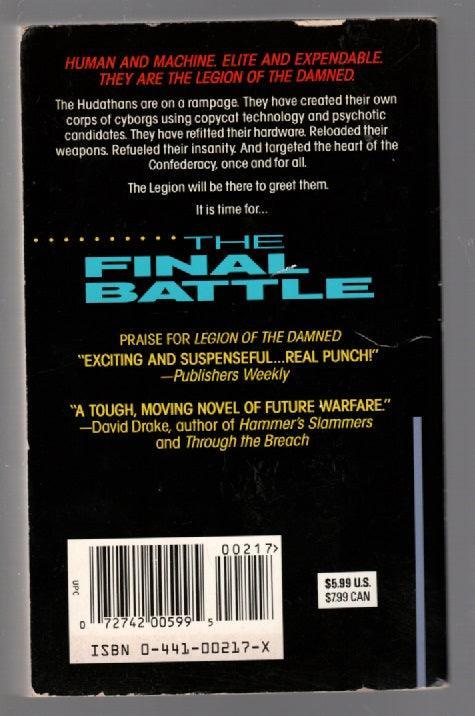 HUMAN AND MACHINE. ELITE AND EXPENDABLE.
THEY ARE THE LEGION OF THE DAMNED.
The Hudathans are on a rampage. They have created their own
corps of cyborgs using copycat technology and psychotic
candidates. They have refitted their hardware. Reloaded their
weapons. Refueled their insanity. And targeted the heart of the
Confederacy, once and for all.
The Legion will be there to greet them.
It is time for...
THE
FINAL
BATTLE
PRAISE FOR LEGION OF THE DAMNED
"EXCITING AND SUSPENSEFUL...REAL PUNCH!"
—Publishers Weekly
"A TOUGH, MOVING NOVEL OF FUTURE WARFARE."
—David Drake, author of Hammer's Slammers
and Through the Breach
00217>
UPC
0 72742 00599 5
ISBN 0-441-00217-X
$5.99 U.S.
$7.99 CAN